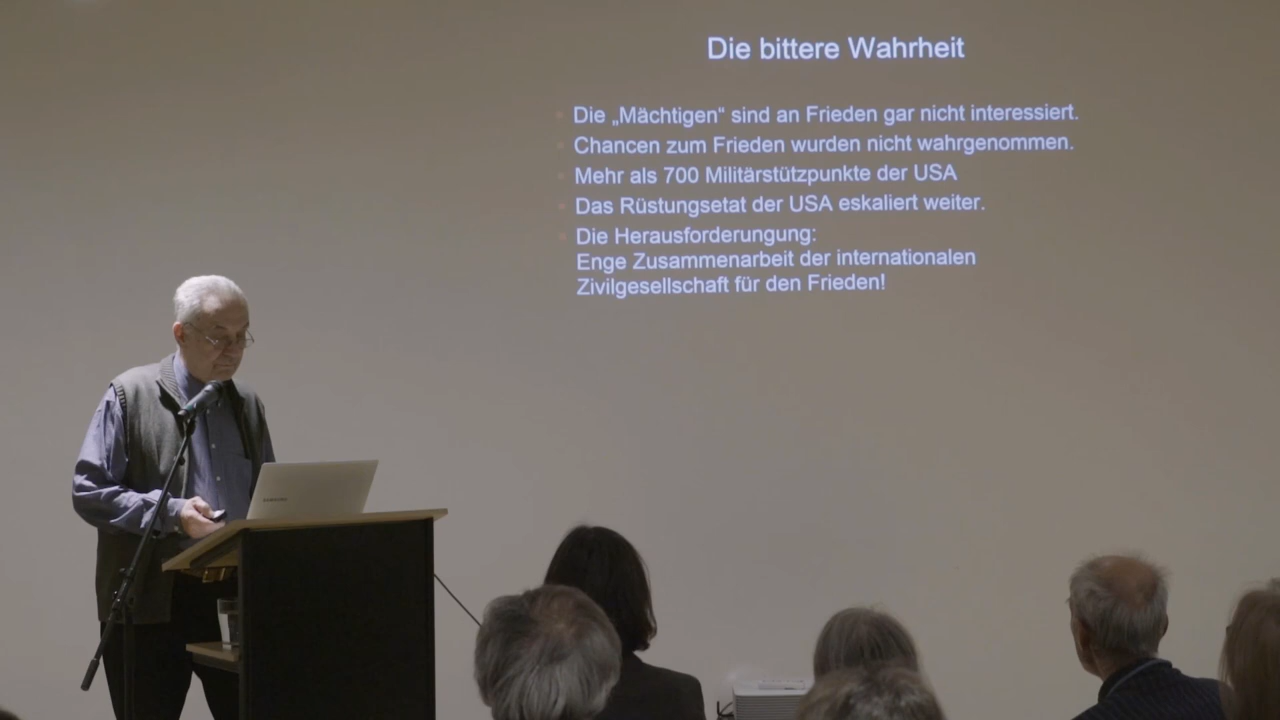 Die bittere Wahrheit
Die „Mächtigen“ sind an Frieden gar nicht interessiert.
Chancen zum Frieden wurden nicht wahrgenommen.
Mehr als 700 Militärstützpunkte der USA
Das Rüstungsetat der USA eskaliert weiter.
Die Herausforderungung:
Enge Zusammenarbeit der internationalen
Zivilgesellschaft für den Frieden!
SAMSUNG